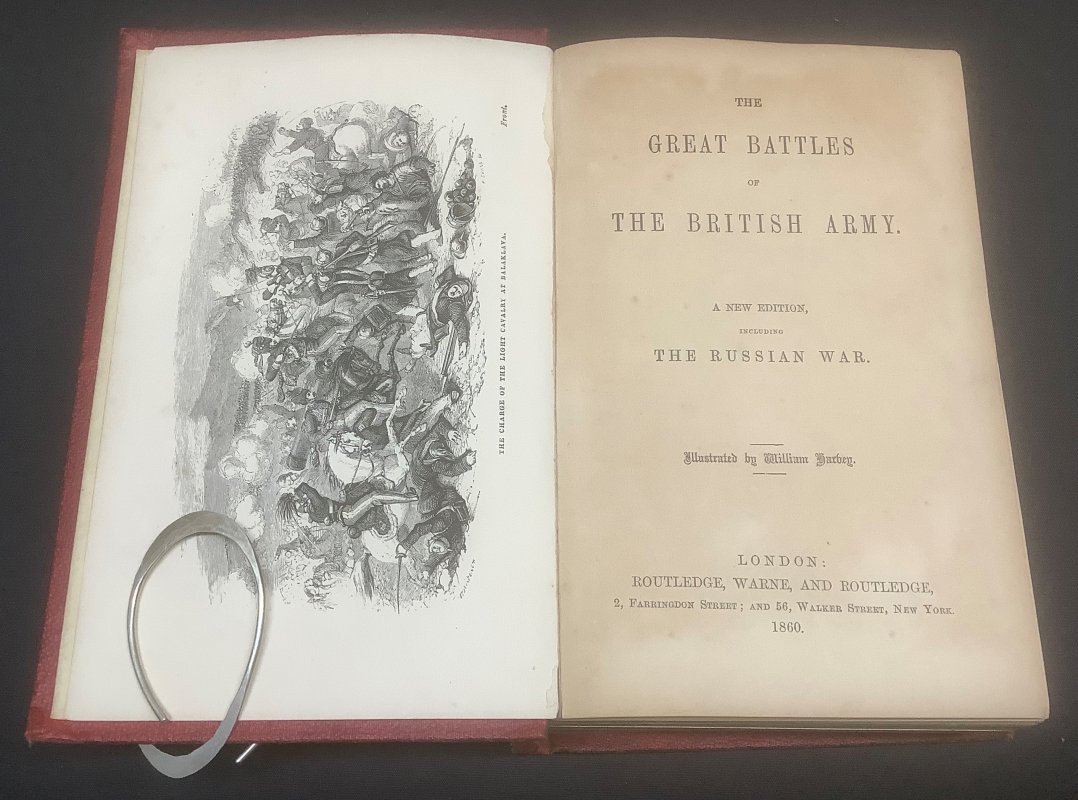 Front.
THE CHARGE OF THE LIGHT CAVALRY AT BALAKLAVA.
THE
GREAT BATTLES
OF
THE BRITISH ARMY.
A NEW EDITION,
INCLUDING
THE RUSSIAN WAR.
Illustrated by William Harvey.
LONDON:
ROUTLEDGE, WARNE, AND ROUTLEDGE,
2, FARRINGDON STREET; AND 56, WALKER STREET, NEW YORK.
1860.